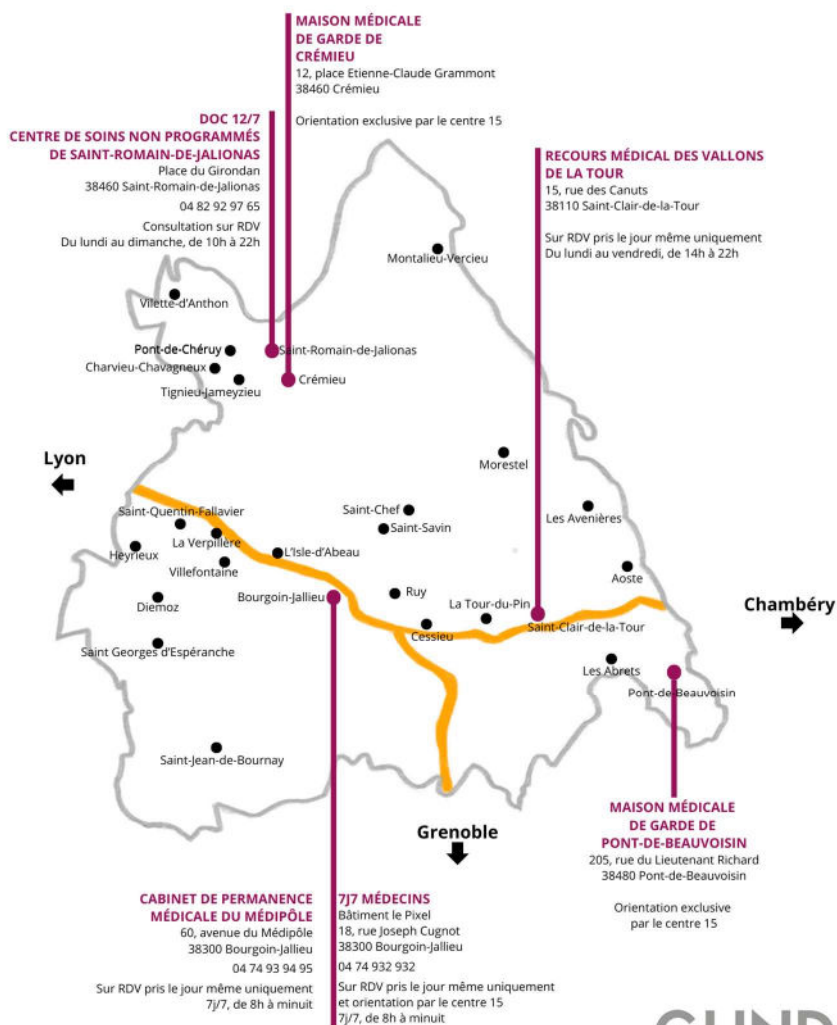 MAISON MÉDICALE
DE GARDE DE
CRÉMIEU
12, place Etienne-Claude Grammont
38460 Crémieu
Orientation exclusive par le centre 15
DOC 12/7
CENTRE DE SOINS NON PROGRAMMÉS
DE SAINT-ROMAIN-DE-JALIONAS
Place du Girondan
38460 Saint-Romain-de-Jalionas
04 82 92 97 65
Consultation sur RDV
Du lundi au dimanche, de 10h à 22h
RECOURS MÉDICAL DES VALLONS
DE LA TOUR
15, rue des Canuts
38110 Saint-Clair-de-la-Tour
Sur RDV pris le jour même uniquement
Du lundi au vendredi, de 14h à 22h
Montalieu-Vercieu
Vilette-d'Anthon
Pont-de-Chéruy
Saint-Romain-de-Jalionas
Charvieu-Chavagneux
Tignieu-Jameyzieu
Crémieu
Lyon
Morestel
Saint-Quentin-Fallavier
Saint-Chef
Saint-Savin
Les Avenières
La Verpillère
Heyrieux
L'Isle-d'Abeau
Villefontaine
Aoste
Diemoz
Bourgoin-Jallieu
Ruy
La Tour-du-Pin
Chambéry
Cessieu
Saint-Clair-de-la-Tour
Saint Georges d'Espéranche
Les Abrets
Pont-de-Beauvoisin
Saint-Jean-de-Bournay
Grenoble
MAISON MÉDICALE
DE GARDE DE
PONT-DE-BEAUVOISIN
205, rue du Lieutenant Richard
38480 Pont-de-Beauvoisin
Orientation exclusive
par le centre 15
CABINET DE PERMANENCE
MÉDICALE DU MÉDIPÔLE
60, avenue du Médipôle
38300 Bourgoin-Jallieu
04 74 93 94 95
Sur RDV pris le jour même uniquement
7j/7, de 8h à minuit
7J7 MÉDECINS
Bâtiment le Pixel
18, rue Joseph Cugnot
38300 Bourgoin-Jallieu
04 74 932 932
Sur RDV pris le jour même uniquement
et orientation par le centre 15
7j/7, de 8h à minuit